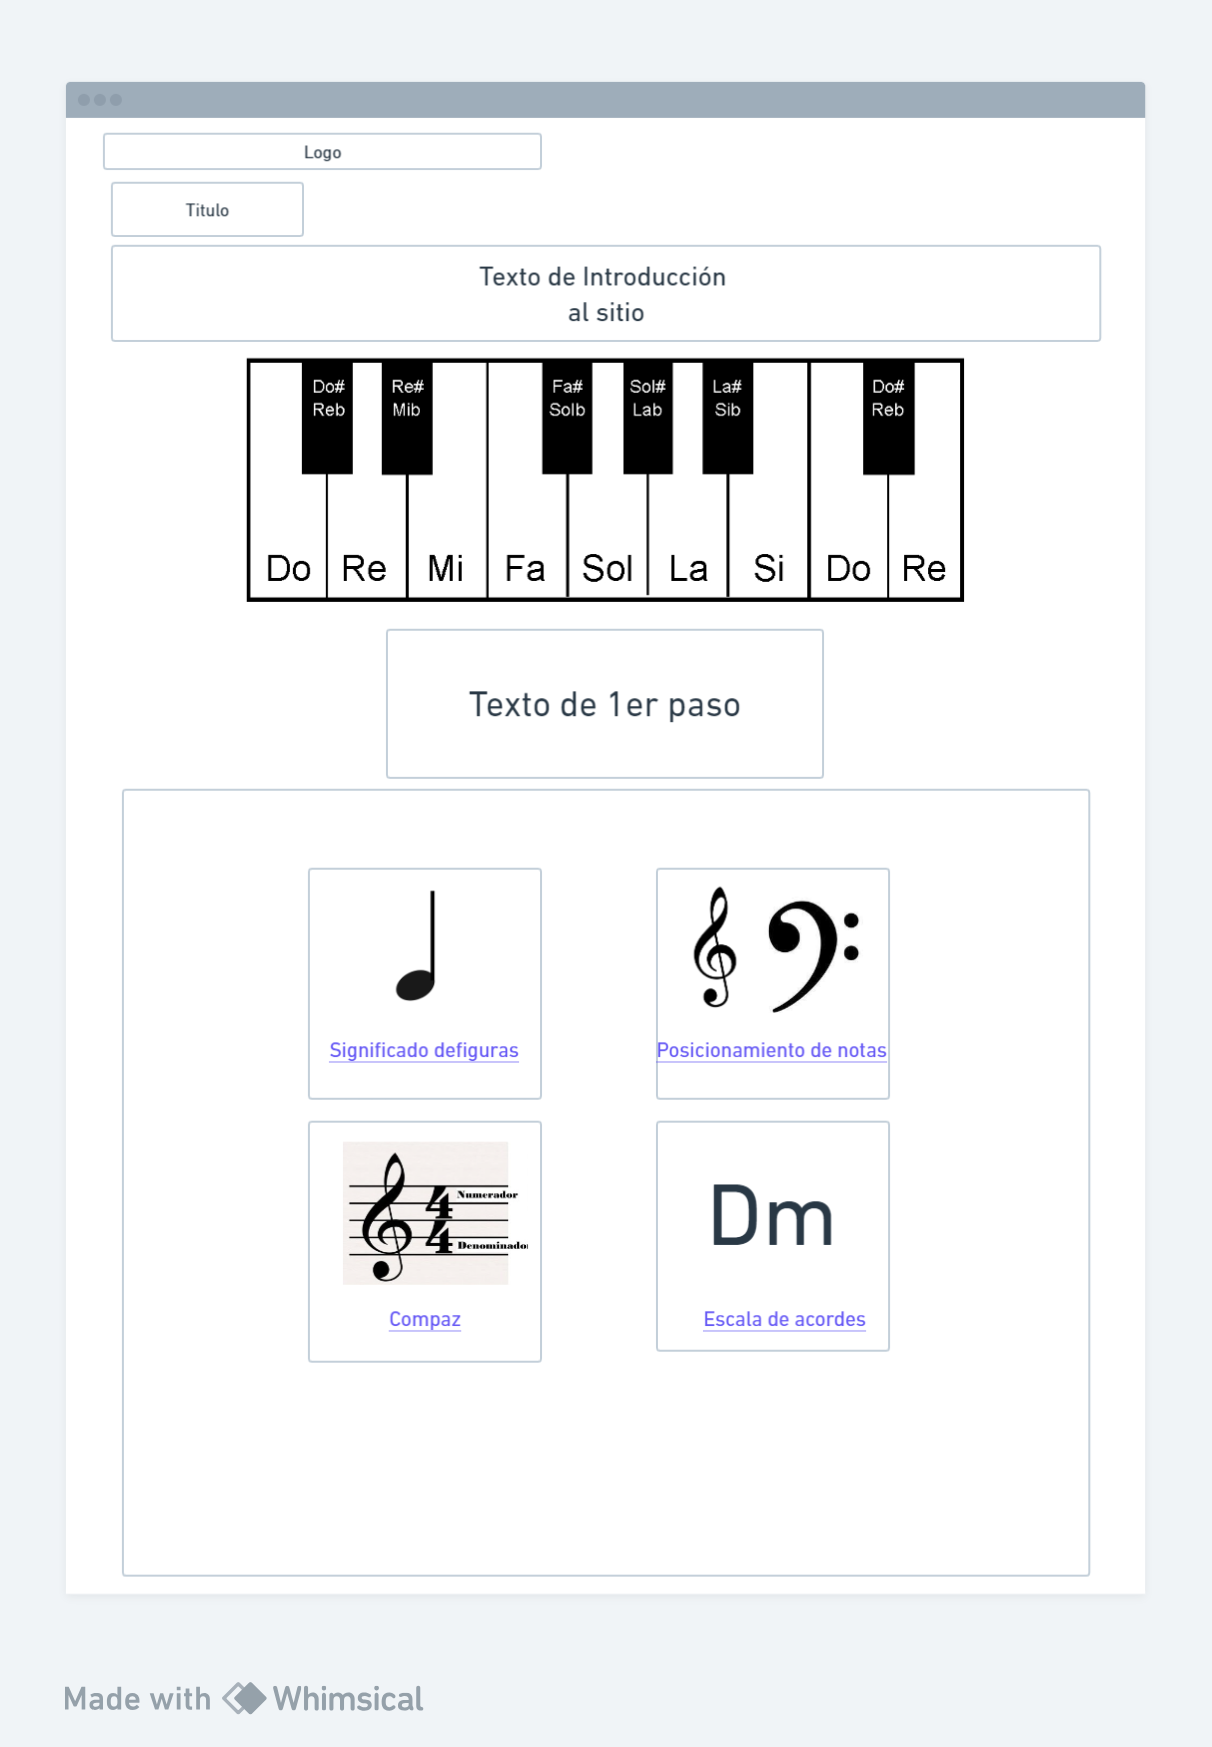 Logo
Titulo
Texto de Introducción
al sitio
Do# Re# Fa# Sol# La# Do#
Reb Mib Solb Lab Sib Reb
Do Re Mi Fa Sol La Si Do Re
Texto de 1er paso
Significado defiguras
Posicionamiento de notas
4 Numerador
4 Denominador
Dm
Compaz
Escala de acordes
Made with Whimsical